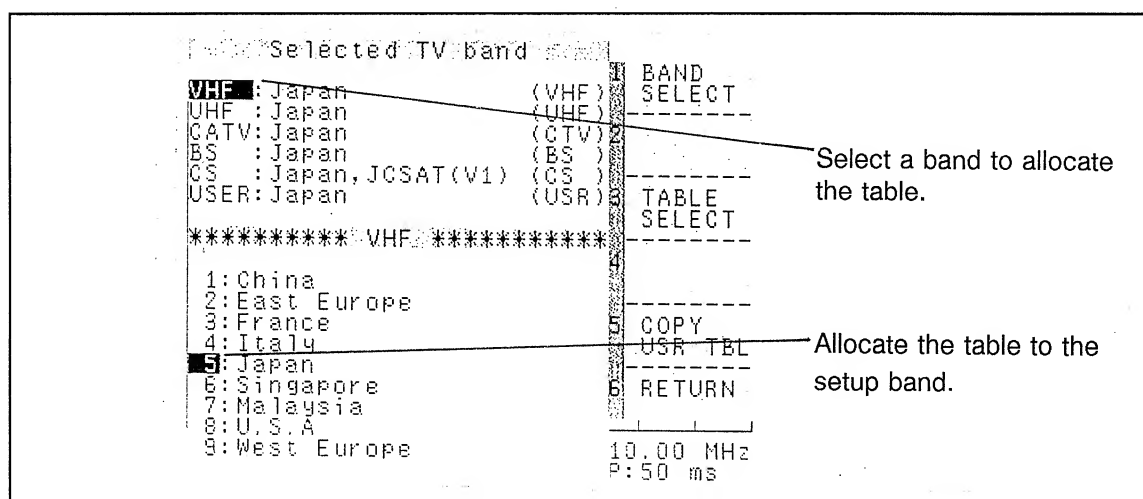 Selected TV band
VHF :Japan (VHF)
UHF :Japan (UHF)
CATV:Japan (CTV)
BS :Japan (BS )
CS :Japan,JCSAT(V1) (CS )
USER:Japan (USR)
********** VHF ***********
1:China
2:East Europe
3:France
4:Italy
5:Japan
6:Singapore
7:Malaysia
8:U.S.A
9:West Europe
1 BAND
SELECT
2
3 TABLE
SELECT
4
5 COPY
USR TBL
6 RETURN
10.00 MHz
P:50 ms
Select a band to allocate
the table.
Allocate the table to the
setup band.